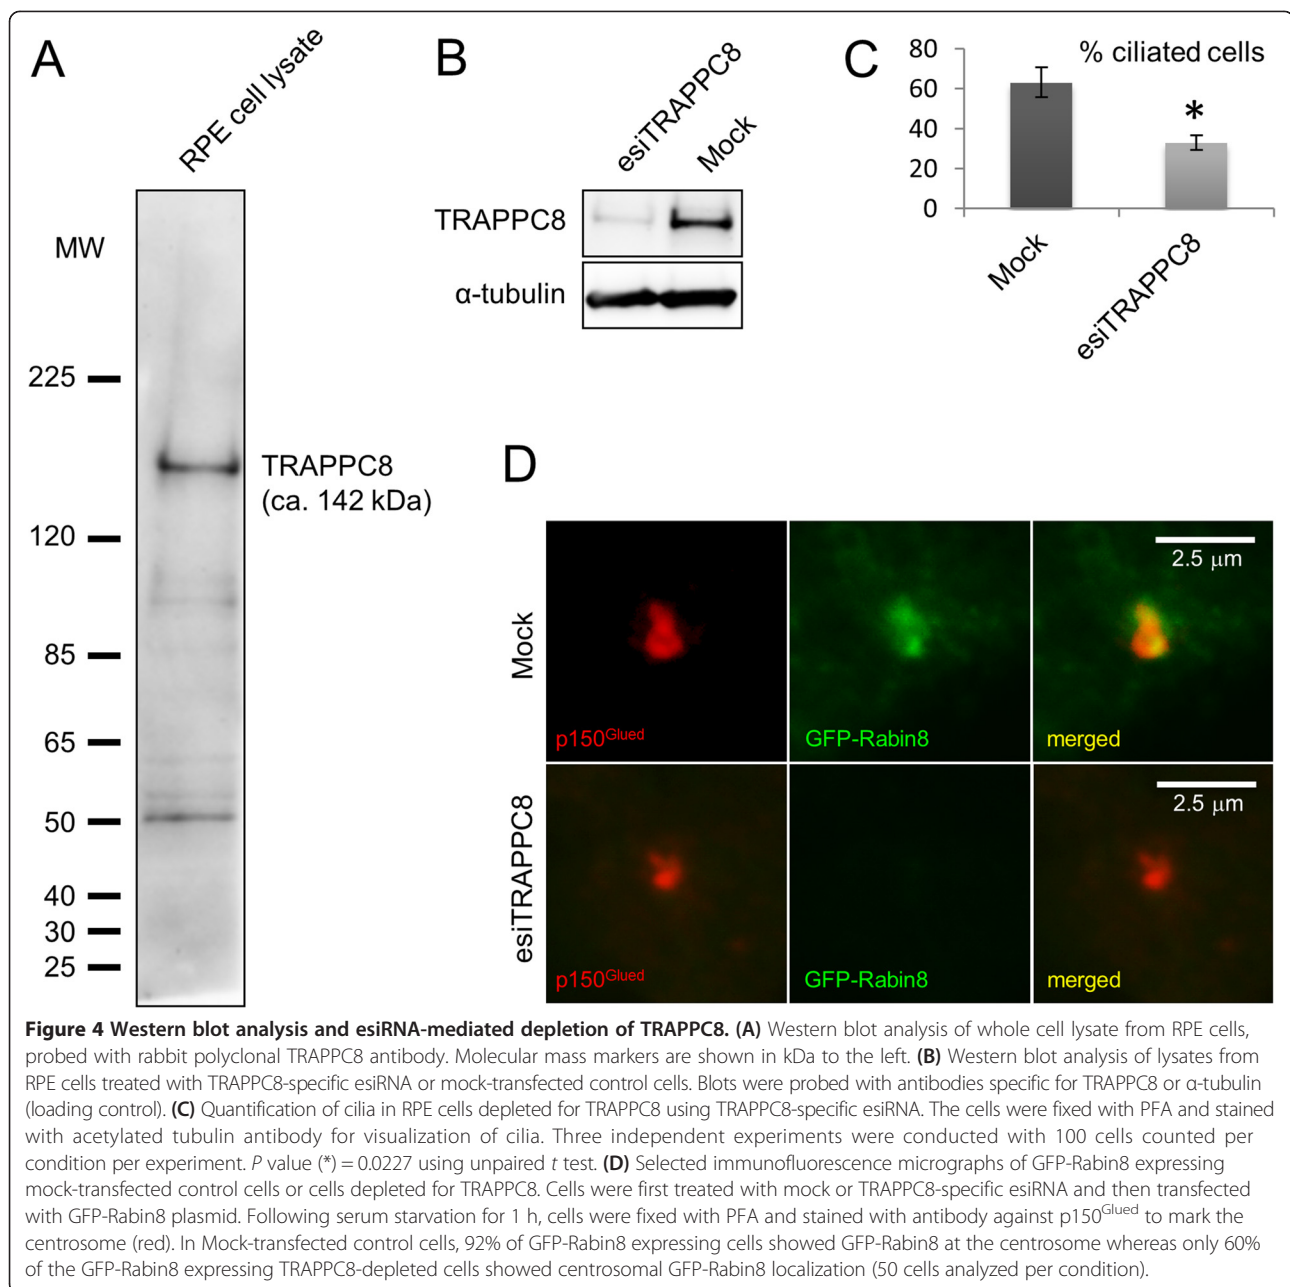 A
RPE cell lysate
MW
225
120
85
65
50
40
30
25
TRAPPC8
(ca. 142 kDa)
B
esiTRAPPC8
Mock
TRAPPC8
α-tubulin
C
% ciliated cells
80
60
40
20
0
*
Mock
esiTRAPPC8
D
Mock
p150Glued
GFP-Rabin8
merged
2.5 μm
esiTRAPPC8
p150Glued
GFP-Rabin8
merged
2.5 μm
Figure 4 Western blot analysis and esiRNA-mediated depletion of TRAPPC8. (A) Western blot analysis of whole cell lysate from RPE cells,
probed with rabbit polyclonal TRAPPC8 antibody. Molecular mass markers are shown in kDa to the left. (B) Western blot analysis of lysates from
RPE cells treated with TRAPPC8-specific esiRNA or mock-transfected control cells. Blots were probed with antibodies specific for TRAPPC8 or α-tubulin
(loading control). (C) Quantification of cilia in RPE cells depleted for TRAPPC8 using TRAPPC8-specific esiRNA. The cells were fixed with PFA and stained
with acetylated tubulin antibody for visualization of cilia. Three independent experiments were conducted with 100 cells counted per
condition per experiment. P value (*) = 0.0227 using unpaired t test. (D) Selected immunofluorescence micrographs of GFP-Rabin8 expressing
mock-transfected control cells or cells depleted for TRAPPC8. Cells were first treated with mock or TRAPPC8-specific esiRNA and then transfected
with GFP-Rabin8 plasmid. Following serum starvation for 1 h, cells were fixed with PFA and stained with antibody against p150Glued to mark the
centrosome (red). In Mock-transfected control cells, 92% of GFP-Rabin8 expressing cells showed GFP-Rabin8 at the centrosome whereas only 60%
of the GFP-Rabin8 expressing TRAPPC8-depleted cells showed centrosomal GFP-Rabin8 localization (50 cells analyzed per condition).